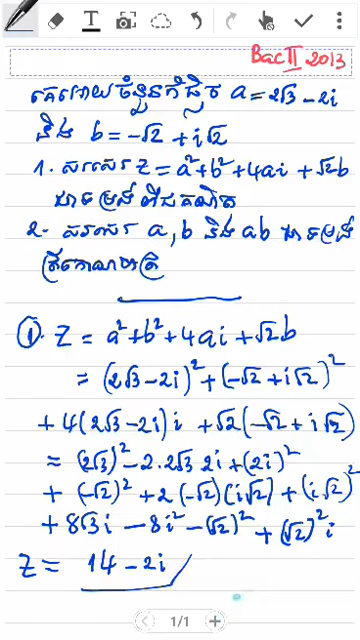 Bac II 2013
គេអោយចំនួនកុំផ្លិច a = 2√3 - 2i
និង b = -√2 + i√2
1. សរសេរ Z = a² + b² + 4ai + √2b
ជាទម្រង់ពីជគណិត
2- សរសេរ a, b និង ab ជាទម្រង់
ត្រីកោណមាត្រ
① Z = a² + b² + 4ai + √2b
= (2√3 - 2i)² + (-√2 + i√2)²
+ 4(2√3 - 2i)i + √2(-√2 + i√2)
= (2√3)² - 2.2√3 2i + (2i)²
+ (-√2)² + 2(-√2)(i√2) + (i√2)²
+ 8√3i - 8i² - (√2)² + (√2)²i
Z = 14 - 2i
1/1